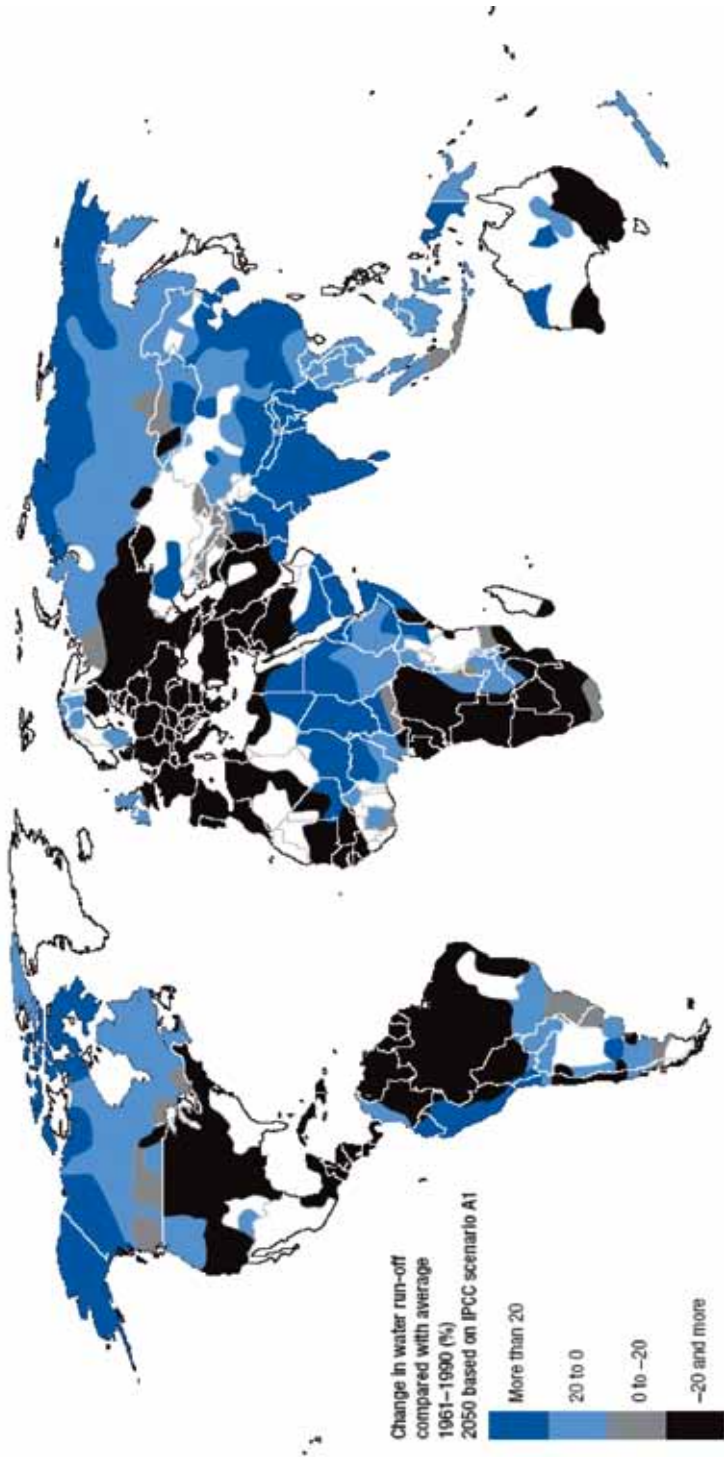 Change in water run-off
compared with average
1961–1990 (%)
2050 based on IPCC scenario A1
More than 20
20 to 0
0 to –20
–20 and more